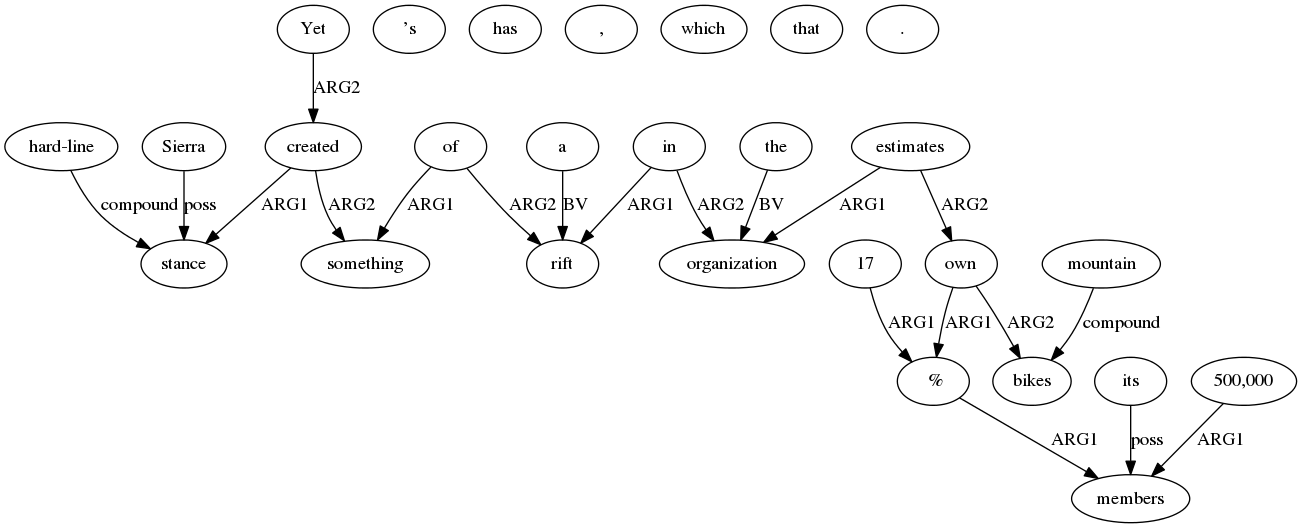 Yet ’s has , which that .
ARG2
hard-line Sierra created of a in the estimates
compound poss ARG1 ARG2 ARG1 ARG2 BV ARG1 ARG2 BV ARG1 ARG2
stance something rift organization 17 own mountain
ARG1 ARG1 ARG2 compound
% bikes its 500,000
ARG1 poss ARG1
members